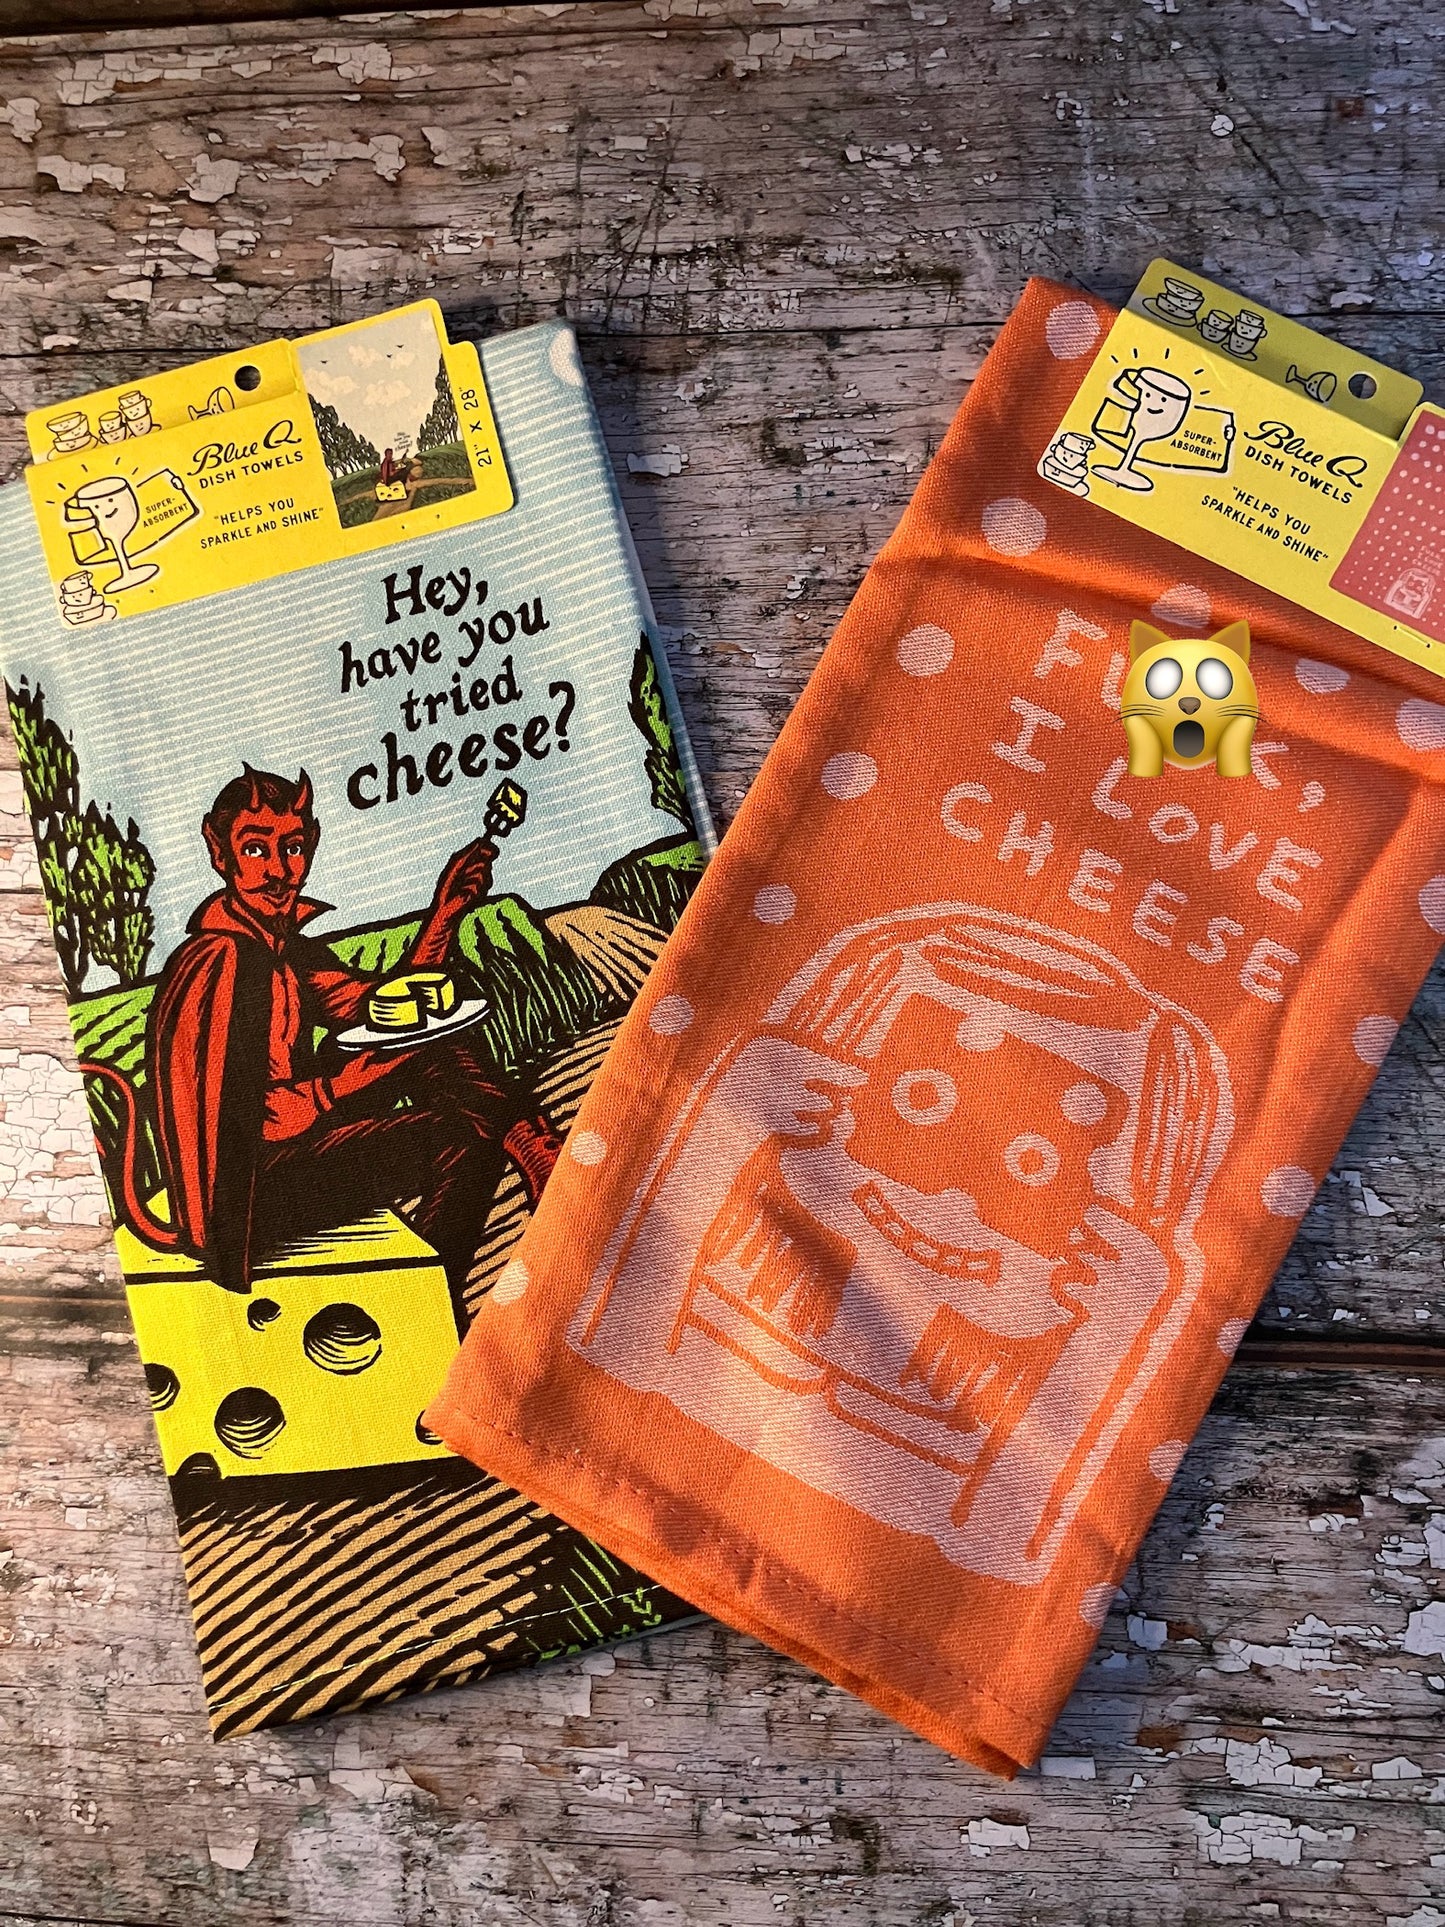 Blue Q
DISH TOWELS
SUPER-
ABSORBENT
"HELPS YOU
SPARKLE AND SHINE"
21" X 28"
Hey,
have you
tried
cheese?
Blue Q
DISH TOWELS
SUPER-
ABSORBENT
"HELPS YOU
SPARKLE AND SHINE"
I LOVE
CHEESE